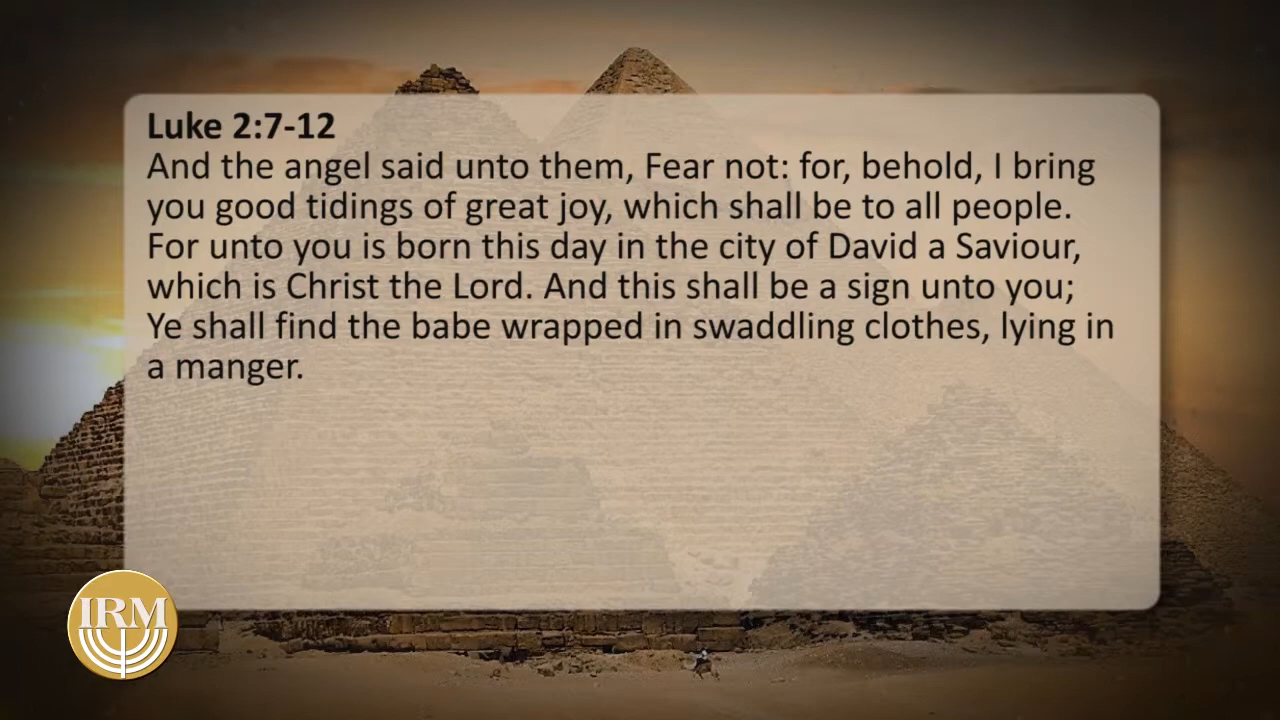 Luke 2:7-12
And the angel said unto them, Fear not: for, behold, I bring
you good tidings of great joy, which shall be to all people.
For unto you is born this day in the city of David a Saviour,
which is Christ the Lord. And this shall be a sign unto you;
Ye shall find the babe wrapped in swaddling clothes, lying in
a manger.
IRM